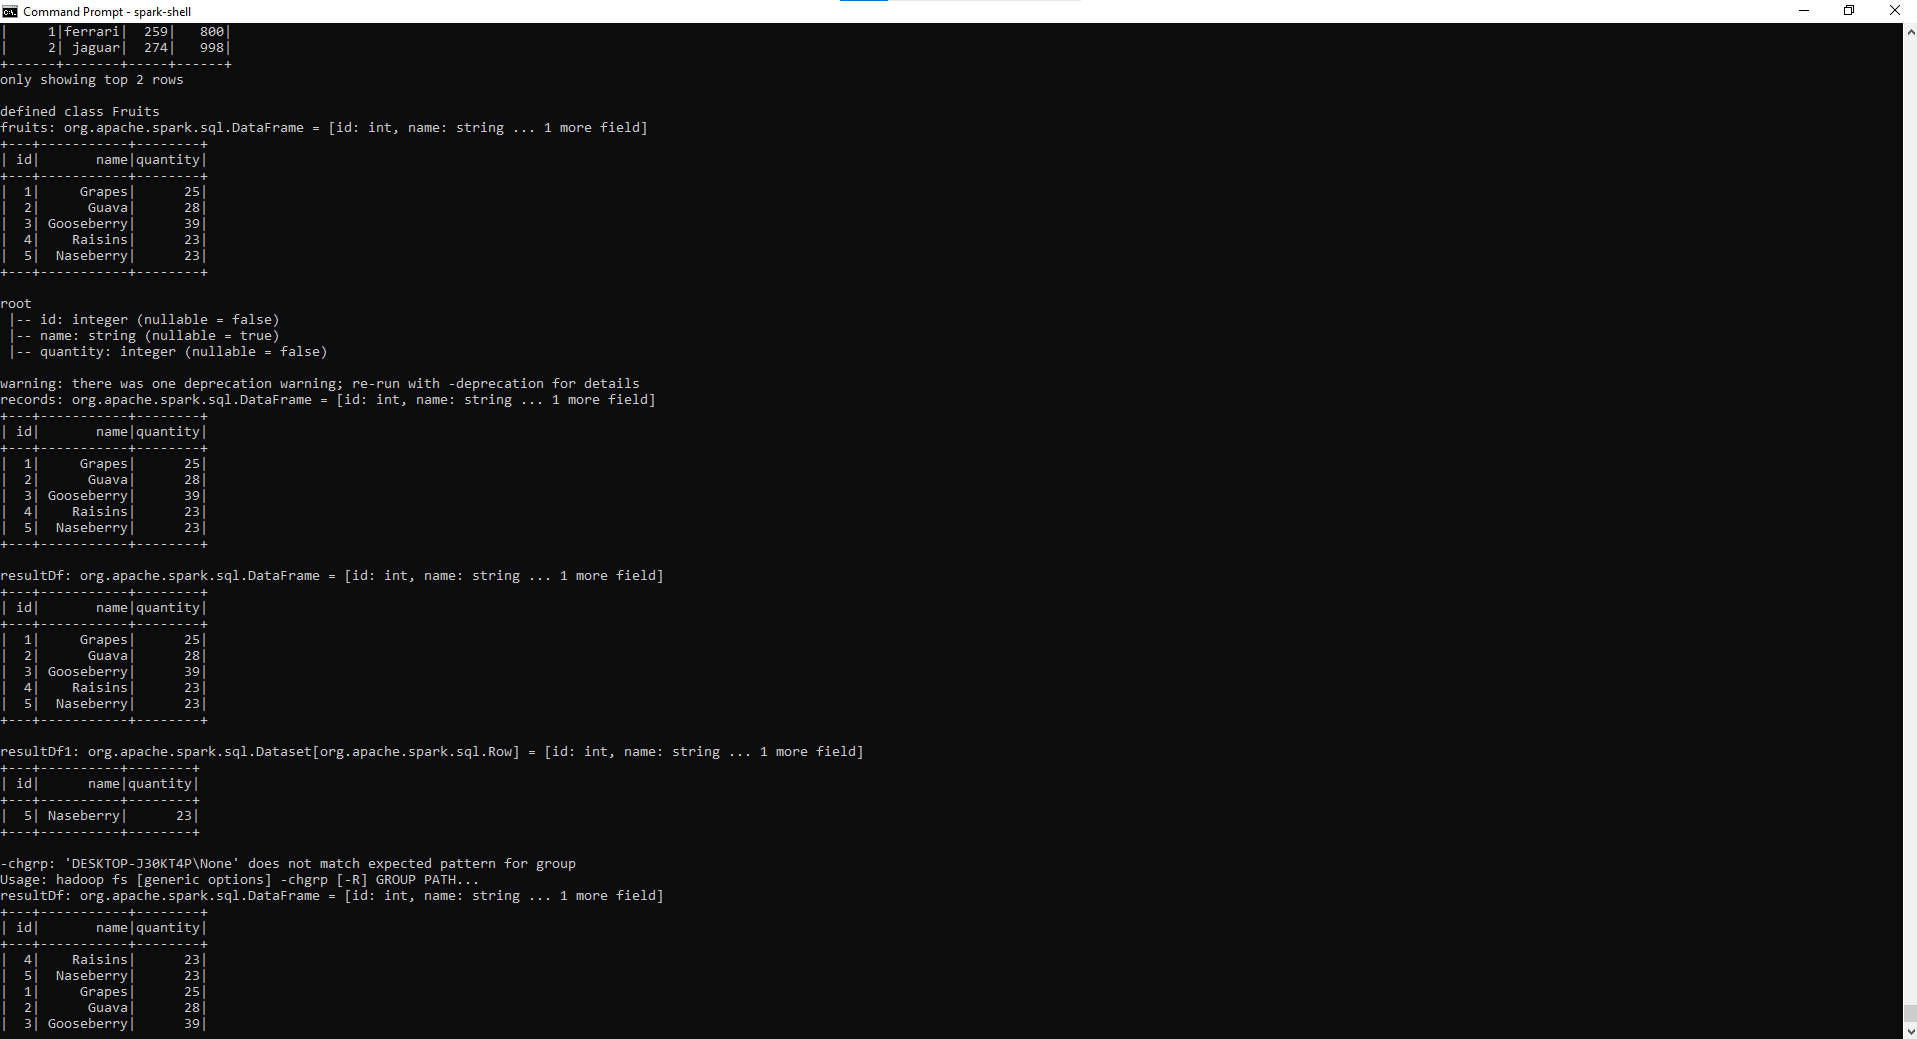 Command Prompt - spark-shell
|     1|ferrari|  259|   800|
|     2| jaguar|  274|   998|
+------+-------+-----+------+
only showing top 2 rows

defined class Fruits
fruits: org.apache.spark.sql.DataFrame = [id: int, name: string ... 1 more field]
+---+-----------+--------+
| id|       name|quantity|
+---+-----------+--------+
|  1|     Grapes|      25|
|  2|      Guava|      28|
|  3| Gooseberry|      39|
|  4|    Raisins|      23|
|  5|  Naseberry|      23|
+---+-----------+--------+

root
 |-- id: integer (nullable = false)
 |-- name: string (nullable = true)
 |-- quantity: integer (nullable = false)

warning: there was one deprecation warning; re-run with -deprecation for details
records: org.apache.spark.sql.DataFrame = [id: int, name: string ... 1 more field]
+---+-----------+--------+
| id|       name|quantity|
+---+-----------+--------+
|  1|     Grapes|      25|
|  2|      Guava|      28|
|  3| Gooseberry|      39|
|  4|    Raisins|      23|
|  5|  Naseberry|      23|
+---+-----------+--------+

resultDf: org.apache.spark.sql.DataFrame = [id: int, name: string ... 1 more field]
+---+-----------+--------+
| id|       name|quantity|
+---+-----------+--------+
|  1|     Grapes|      25|
|  2|      Guava|      28|
|  3| Gooseberry|      39|
|  4|    Raisins|      23|
|  5|  Naseberry|      23|
+---+-----------+--------+

resultDf1: org.apache.spark.sql.Dataset[org.apache.spark.sql.Row] = [id: int, name: string ... 1 more field]
+---+----------+--------+
| id|      name|quantity|
+---+----------+--------+
|  5| Naseberry|      23|
+---+----------+--------+

-chgrp: 'DESKTOP-J30KT4P\None' does not match expected pattern for group
Usage: hadoop fs [generic options] -chgrp [-R] GROUP PATH...
resultDf: org.apache.spark.sql.DataFrame = [id: int, name: string ... 1 more field]
+---+-----------+--------+
| id|       name|quantity|
+---+-----------+--------+
|  4|    Raisins|      23|
|  5|  Naseberry|      23|
|  1|     Grapes|      25|
|  2|      Guava|      28|
|  3| Gooseberry|      39|